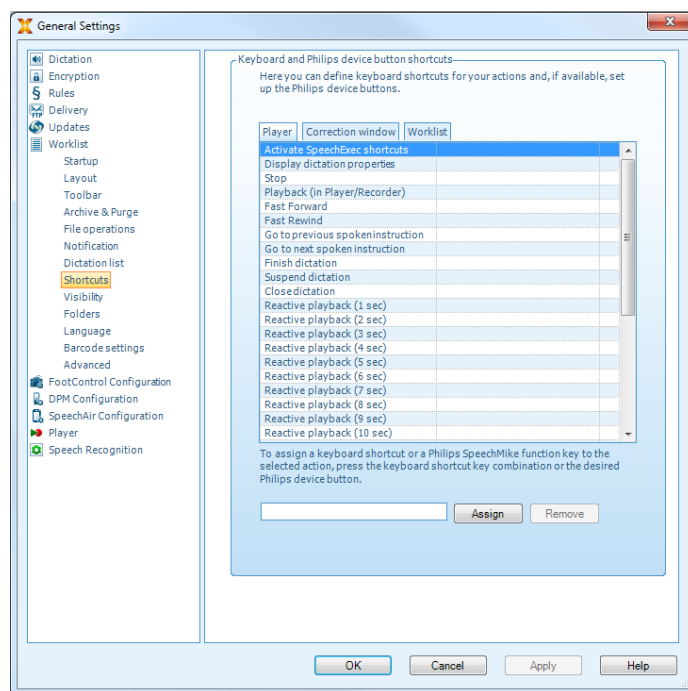 General Settings
Dictation
Encryption
Rules
FTP
Delivery
Updates
Worklist
Startup
Layout
Toolbar
Archive & Purge
File operations
Notification
Dictation list
Shortcuts
Visibility
Folders
Language
Barcode settings
Advanced
FootControl Configuration
DPM Configuration
SpeechAir Configuration
Player
Speech Recognition
Keyboard and Philips device button shortcuts
Here you can define keyboard shortcuts for your actions and, if available, set
up the Philips device buttons.
Player Correction window Worklist
Activate SpeechExec shortcuts
Display dictation properties
Stop
Playback (in Player/Recorder)
Fast Forward
Fast Rewind
Go to previous spoken instruction
Go to next spoken instruction
Finish dictation
Suspend dictation
Close dictation
Reactive playback (1 sec)
Reactive playback (2 sec)
Reactive playback (3 sec)
Reactive playback (4 sec)
Reactive playback (5 sec)
Reactive playback (6 sec)
Reactive playback (7 sec)
Reactive playback (8 sec)
Reactive playback (9 sec)
Reactive playback (10 sec)
To assign a keyboard shortcut or a Philips SpeechMike function key to the
selected action, press the keyboard shortcut key combination or the desired
Philips device button.
Assign Remove
OK Cancel Apply Help